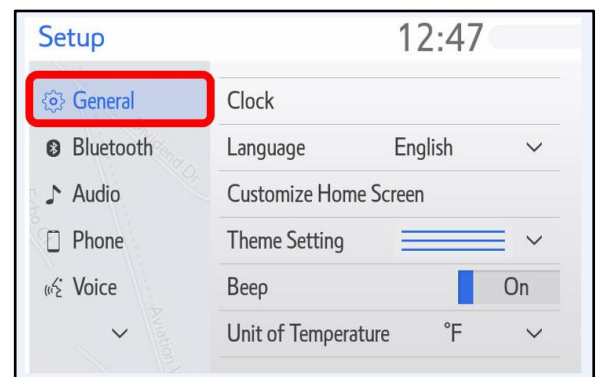 Setup 12:47
General
Bluetooth
Audio
Phone
Voice
Clock
Language English
Customize Home Screen
Theme Setting
Beep On
Unit of Temperature °F